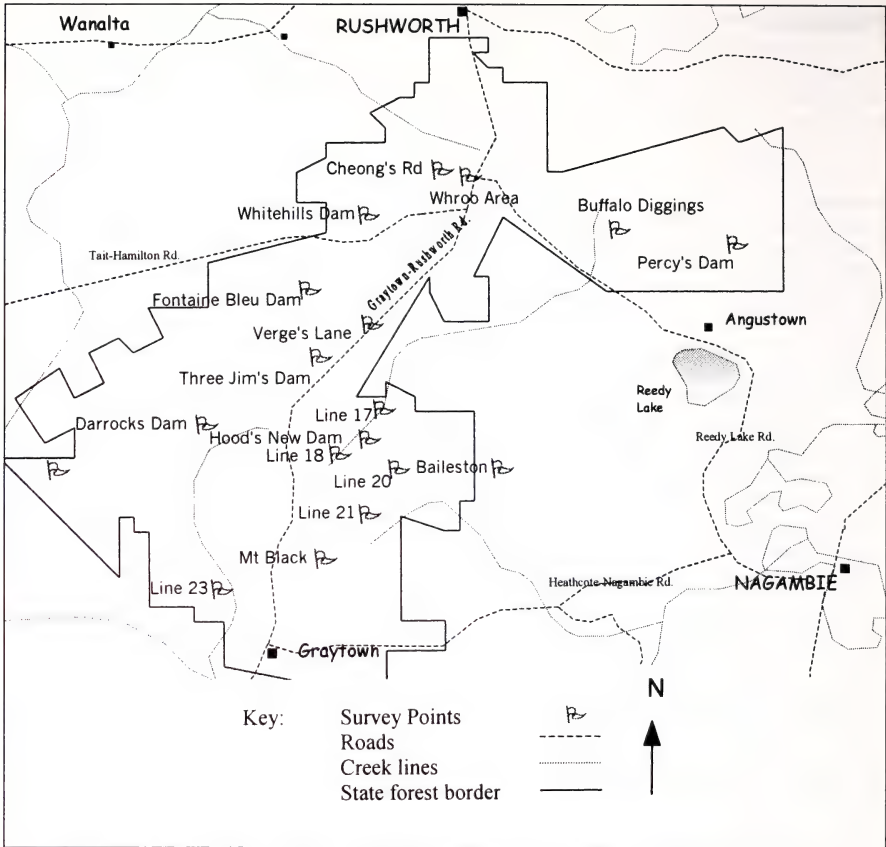 Wanalta
RUSHWORTH
Cheong's Rd
Whroo Area
Whitehills Dam
Buffalo Diggings
Tait-Hamilton Rd.
Graytown-Rushworth Rd.
Percy's Dam
Fontaine Bleu Dam
Verge's Lane
Angustown
Three Jim's Dam
Reedy
Lake
Line 17
Darrocks Dam
Hood's New Dam
Reedy Lake Rd.
Line 18
Line 20
Baileston
Line 21
Mt Black
Line 23
Heathcote-Nagambie Rd.
NAGAMBIE
Graytown
N
Key:
Survey Points
Roads
Creek lines
State forest border